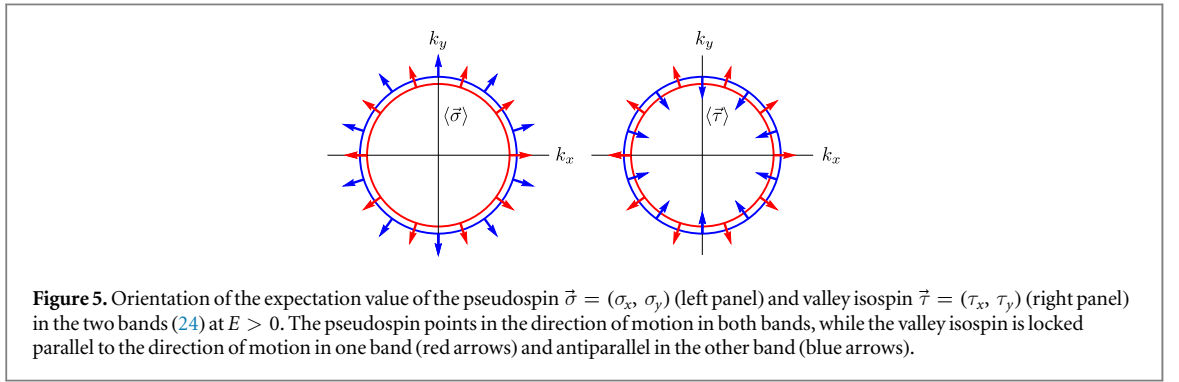 k_y k_y
⟨σ⃗⟩ ⟨τ⃗⟩
k_x k_x
Figure 5. Orientation of the expectation value of the pseudospin σ⃗ = (σ_x, σ_y) (left panel) and valley isospin τ⃗ = (τ_x, τ_y) (right panel)
in the two bands (24) at E > 0. The pseudospin points in the direction of motion in both bands, while the valley isospin is locked
parallel to the direction of motion in one band (red arrows) and antiparallel in the other band (blue arrows).